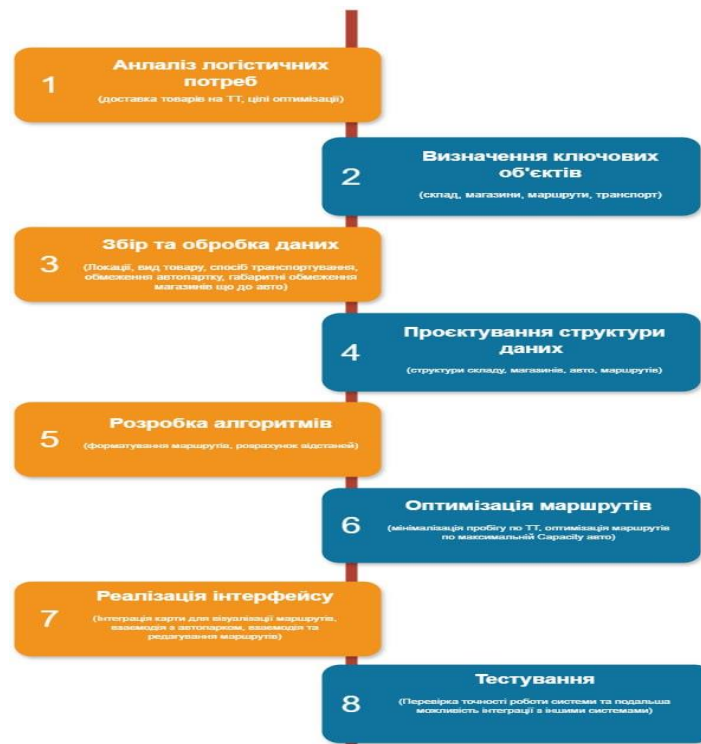 1
Анлаліз логістичних
потреб
(доставка товарів на ТТ, цілі оптимізації)
2
Визначення ключових
об'єктів
(склад, магазини, маршрути, транспорт)
3
Збір та обробка даних
(Локації, вид товару, спосіб транспортування,
обмеження автопартку, габаритні обмеження
магазинів що до авто)
4
Проєктування структури
даних
(структури складу, магазинів, авто, маршрутів)
5
Розробка алгоритмів
(форматування маршрутів, розрахунок відстаней)
6
Оптимізація маршрутів
(мінімалізація пробігу по ТТ, оптимізація маршрутів
по максимальній Capacity авто)
7
Реалізація інтерфейсу
(Інтеграція карти для візуалізації маршрутів,
взаємодія з автопарком, взаємодія та
редагування маршрутів)
8
Тестування
(Перевірка точності роботи системи та подальша
можливість інтеграції з іншими системами)